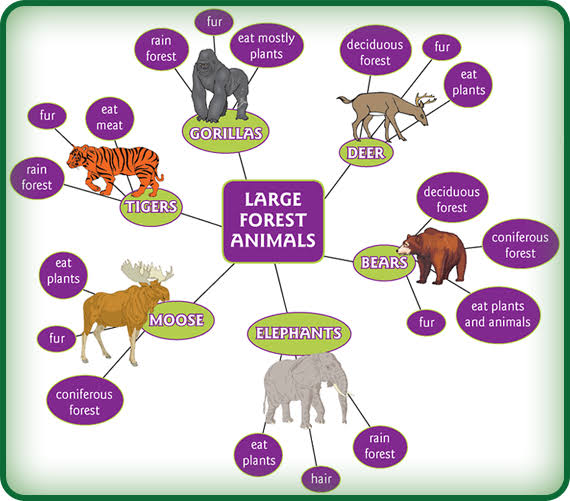 fur
rain
forest
eat mostly
plants
GORILLAS
deciduous
forest
fur
eat
plants
DEER
fur
eat
meat
rain
forest
TIGERS
LARGE
FOREST
ANIMALS
deciduous
forest
coniferous
forest
BEARS
eat plants
and animals
fur
eat
plants
fur
MOOSE
coniferous
forest
ELEPHANTS
eat
plants
hair
rain
forest